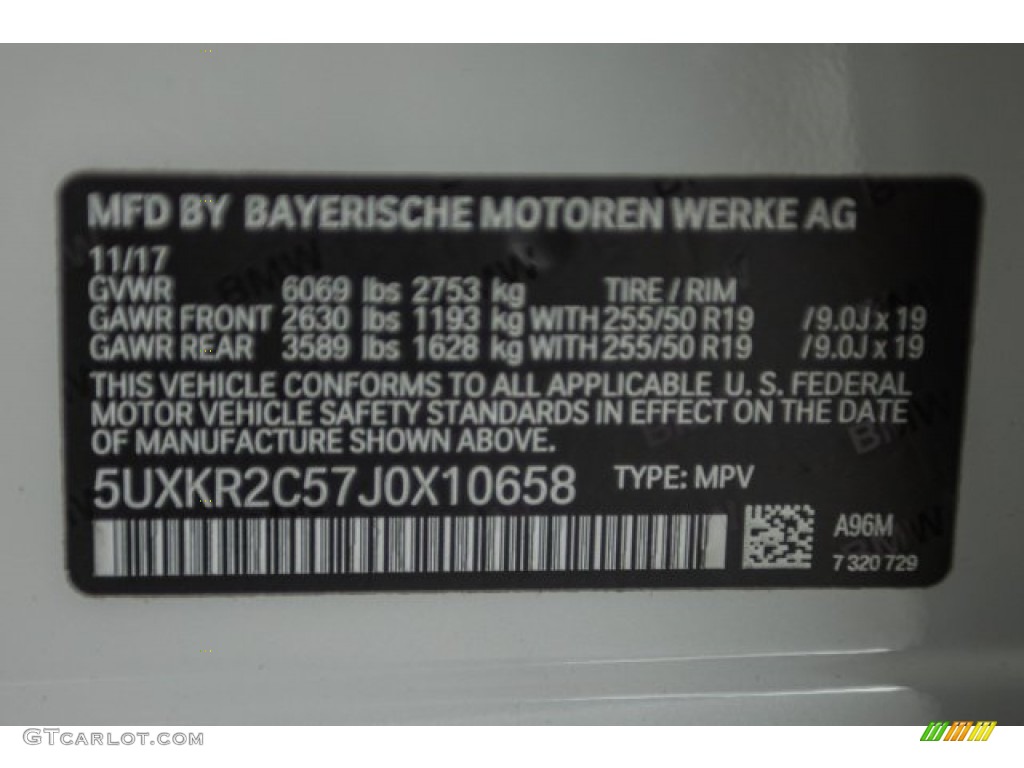 MFD BY BAYERISCHE MOTOREN WERKE AG
11/17
GVWR 6069 lbs 2753 kg TIRE / RIM
GAWR FRONT 2630 lbs 1193 kg WITH 255/50 R19 /9.0J x 19
GAWR REAR 3589 lbs 1628 kg WITH 255/50 R19 /9.0J x 19
THIS VEHICLE CONFORMS TO ALL APPLICABLE U. S. FEDERAL
MOTOR VEHICLE SAFETY STANDARDS IN EFFECT ON THE DATE
OF MANUFACTURE SHOWN ABOVE.
5UXKR2C57J0X10658 TYPE: MPV
A96M
7 320 729
GTCarlot.com